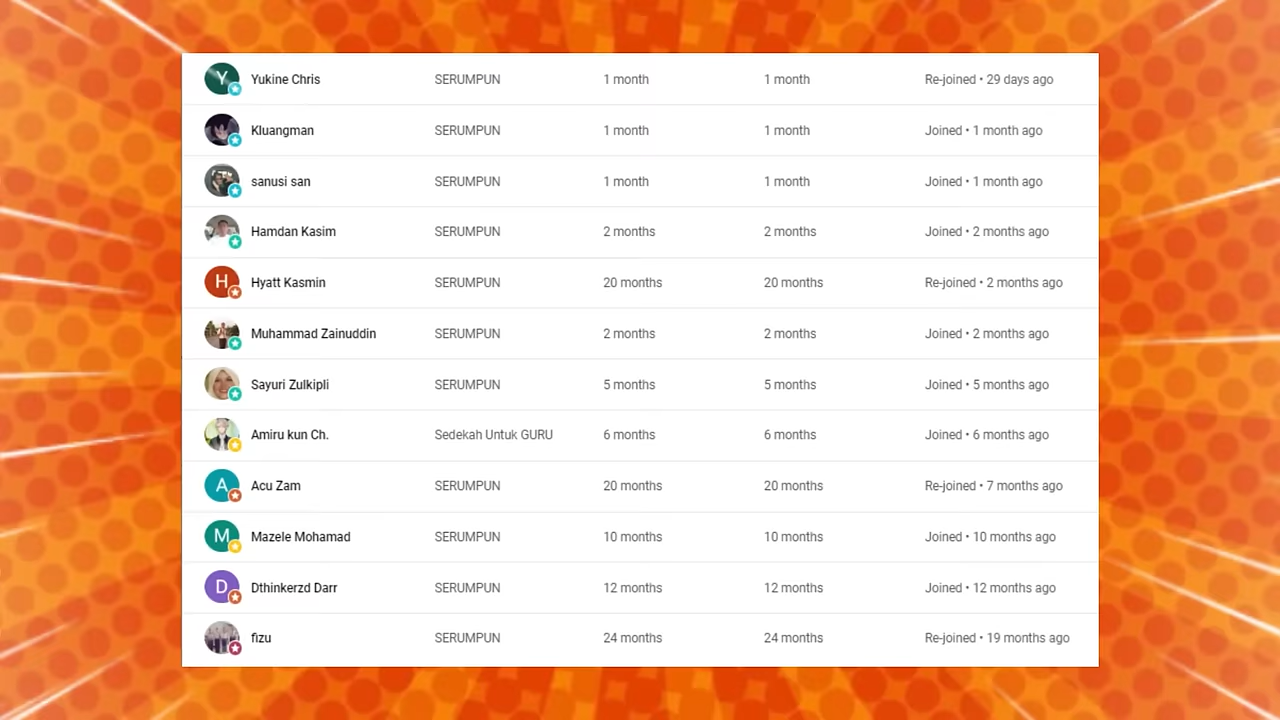 Y Yukine Chris SERUMPUN 1 month 1 month Re-joined • 29 days ago
Kluangman SERUMPUN 1 month 1 month Joined • 1 month ago
sanusi san SERUMPUN 1 month 1 month Joined • 1 month ago
Hamdan Kasim SERUMPUN 2 months 2 months Joined • 2 months ago
H Hyatt Kasmin SERUMPUN 20 months 20 months Re-joined • 2 months ago
Muhammad Zainuddin SERUMPUN 2 months 2 months Joined • 2 months ago
Sayuri Zulkipli SERUMPUN 5 months 5 months Joined • 5 months ago
Amiru kun Ch. Sedekah Untuk GURU 6 months 6 months Joined • 6 months ago
A Acu Zam SERUMPUN 20 months 20 months Re-joined • 7 months ago
M Mazele Mohamad SERUMPUN 10 months 10 months Joined • 10 months ago
D Dthinkerzd Darr SERUMPUN 12 months 12 months Joined • 12 months ago
fizu SERUMPUN 24 months 24 months Re-joined • 19 months ago